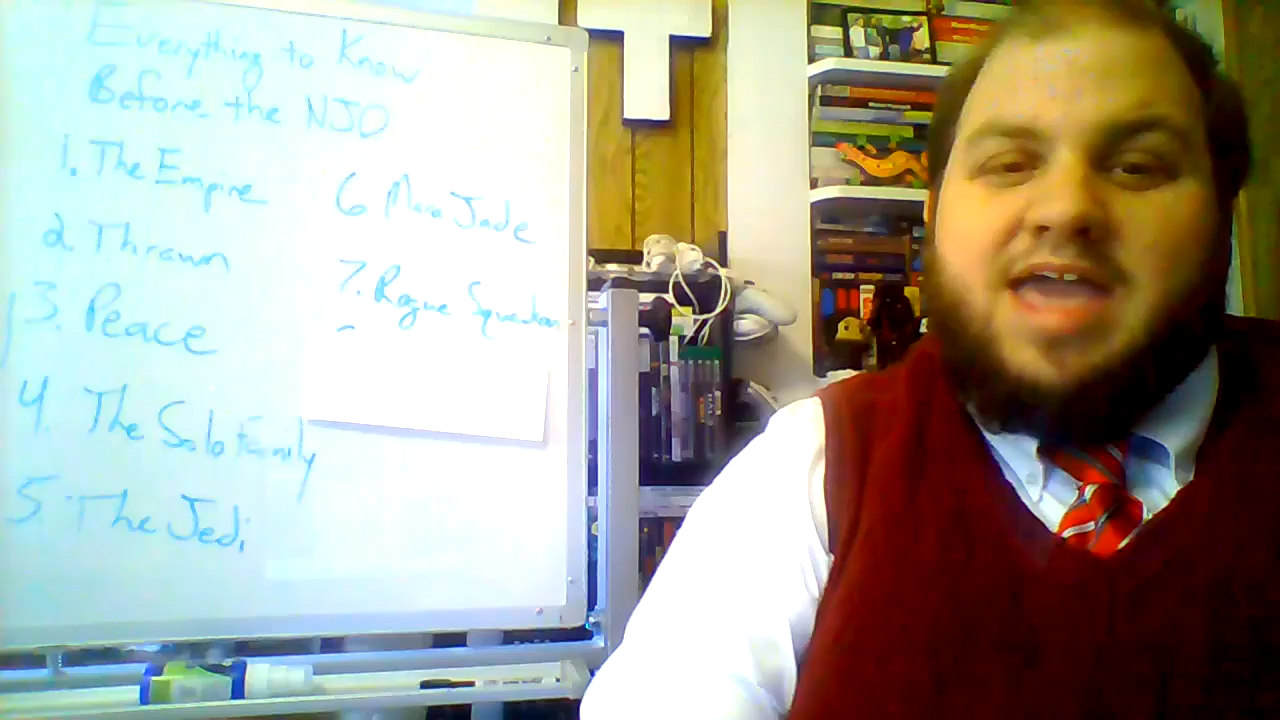 Everything to Know
Before the NJO
1. The Empire
2. Thrawn
3. Peace
4. The Solo Family
5. The Jedi
6 Mara Jade
7. Rogue Squadron